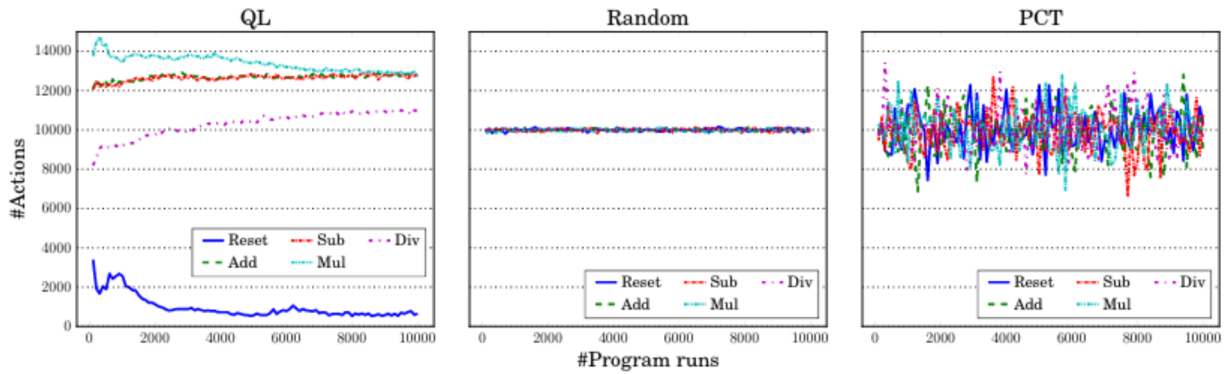 QL
Random
PCT
#Actions
14000
12000
10000
8000
6000
4000
2000
0
Reset Sub Div
Add Mul
0 2000 4000 6000 8000 10000
Reset Sub Div
Add Mul
0 2000 4000 6000 8000 10000
Reset Sub Div
Add Mul
0 2000 4000 6000 8000 10000
#Program runs